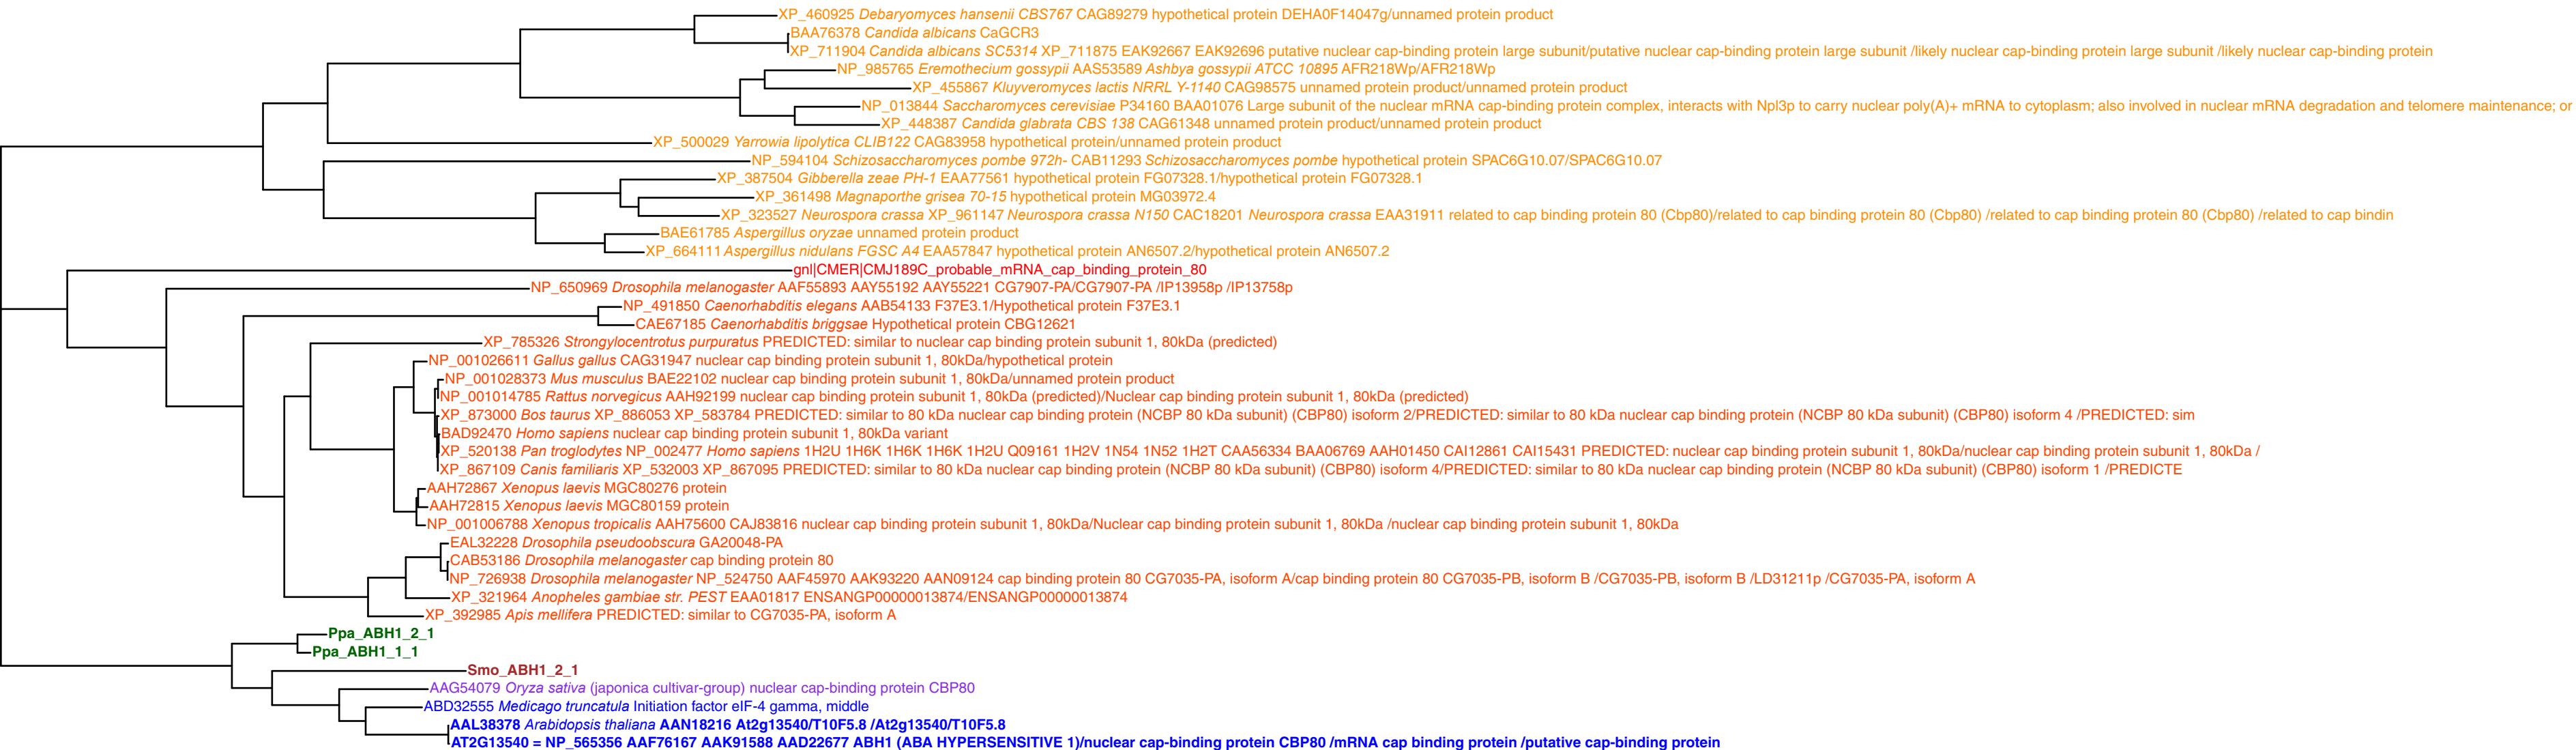 XP_460925 Debaryomyces hansenii CBS767 CAG89279 hypothetical protein DEHA0F14047g/unnamed protein product
BAA76378 Candida albicans CaGCR3
XP_711904 Candida albicans SC5314 XP_711875 EAK92667 EAK92696 putative nuclear cap-binding protein large subunit/putative nuclear cap-binding protein large subunit /likely nuclear cap-binding protein large subunit /likely nuclear cap-binding protein
NP_985765 Eremothecium gossypii AAS53589 Ashbya gossypii ATCC 10895 AFR218Wp/AFR218Wp
XP_455867 Kluyveromyces lactis NRRL Y-1140 CAG98575 unnamed protein product/unnamed protein product
NP_013844 Saccharomyces cerevisiae P34160 BAA01076 Large subunit of the nuclear mRNA cap-binding protein complex, interacts with Npl3p to carry nuclear poly(A)+ mRNA to cytoplasm; also involved in nuclear mRNA degradation and telomere maintenance; or
XP_448387 Candida glabrata CBS 138 CAG61348 unnamed protein product/unnamed protein product
XP_500029 Yarrowia lipolytica CLIB122 CAG83958 hypothetical protein/unnamed protein product
NP_594104 Schizosaccharomyces pombe 972h- CAB11293 Schizosaccharomyces pombe hypothetical protein SPAC6G10.07/SPAC6G10.07
XP_387504 Gibberella zeae PH-1 EAA77561 hypothetical protein FG07328.1/hypothetical protein FG07328.1
XP_361498 Magnaporthe grisea 70-15 hypothetical protein MG03972.4
XP_323527 Neurospora crassa XP_961147 Neurospora crassa N150 CAC18201 Neurospora crassa EAA31911 related to cap binding protein 80 (Cbp80)/related to cap binding protein 80 (Cbp80) /related to cap binding protein 80 (Cbp80) /related to cap bindin
BAE61785 Aspergillus oryzae unnamed protein product
XP_664111 Aspergillus nidulans FGSC A4 EAA57847 hypothetical protein AN6507.2/hypothetical protein AN6507.2
gnl|CMER|CMJ189C_probable_mRNA_cap_binding_protein_80
NP_650969 Drosophila melanogaster AAF55893 AAY55192 AAY55221 CG7907-PA/CG7907-PA /IP13958p /IP13758p
NP_491850 Caenorhabditis elegans AAB54133 F37E3.1/Hypothetical protein F37E3.1
CAE67185 Caenorhabditis briggsae Hypothetical protein CBG12621
XP_785326 Strongylocentrotus purpuratus PREDICTED: similar to nuclear cap binding protein subunit 1, 80kDa (predicted)
NP_001026611 Gallus gallus CAG31947 nuclear cap binding protein subunit 1, 80kDa/hypothetical protein
NP_001028373 Mus musculus BAE22102 nuclear cap binding protein subunit 1, 80kDa/unnamed protein product
NP_001014785 Rattus norvegicus AAH92199 nuclear cap binding protein subunit 1, 80kDa (predicted)/Nuclear cap binding protein subunit 1, 80kDa (predicted)
XP_873000 Bos taurus XP_886053 XP_583784 PREDICTED: similar to 80 kDa nuclear cap binding protein (NCBP 80 kDa subunit) (CBP80) isoform 2/PREDICTED: similar to 80 kDa nuclear cap binding protein (NCBP 80 kDa subunit) (CBP80) isoform 4 /PREDICTED: sim
BAD92470 Homo sapiens nuclear cap binding protein subunit 1, 80kDa variant
XP_520138 Pan troglodytes NP_002477 Homo sapiens 1H2U 1H6K 1H6K 1H6K 1H2U Q09161 1H2V 1N54 1N52 1H2T CAA56334 BAA06769 AAH01450 CAI12861 CAI15431 PREDICTED: nuclear cap binding protein subunit 1, 80kDa/nuclear cap binding protein subunit 1, 80kDa /
XP_867109 Canis familiaris XP_532003 XP_867095 PREDICTED: similar to 80 kDa nuclear cap binding protein (NCBP 80 kDa subunit) (CBP80) isoform 4/PREDICTED: similar to 80 kDa nuclear cap binding protein (NCBP 80 kDa subunit) (CBP80) isoform 1 /PREDICTE
AAH72867 Xenopus laevis MGC80276 protein
AAH72815 Xenopus laevis MGC80159 protein
NP_001006788 Xenopus tropicalis AAH75600 CAJ83816 nuclear cap binding protein subunit 1, 80kDa/Nuclear cap binding protein subunit 1, 80kDa /nuclear cap binding protein subunit 1, 80kDa
EAL32228 Drosophila pseudoobscura GA20048-PA
CAB53186 Drosophila melanogaster cap binding protein 80
NP_726938 Drosophila melanogaster NP_524750 AAF45970 AAK93220 AAN09124 cap binding protein 80 CG7035-PA, isoform A/cap binding protein 80 CG7035-PB, isoform B /CG7035-PB, isoform B /LD31211p /CG7035-PA, isoform A
XP_321964 Anopheles gambiae str. PEST EAA01817 ENSANGP00000013874/ENSANGP00000013874
XP_392985 Apis mellifera PREDICTED: similar to CG7035-PA, isoform A
Ppa_ABH1_2_1
Ppa_ABH1_1_1
Smo_ABH1_2_1
AAG54079 Oryza sativa (japonica cultivar-group) nuclear cap-binding protein CBP80
ABD32555 Medicago truncatula Initiation factor eIF-4 gamma, middle
AAL38378 Arabidopsis thaliana AAN18216 At2g13540/T10F5.8 /At2g13540/T10F5.8
AT2G13540 = NP_565356 AAF76167 AAK91588 AAD22677 ABH1 (ABA HYPERSENSITIVE 1)/nuclear cap-binding protein CBP80 /mRNA cap binding protein /putative cap-binding protein